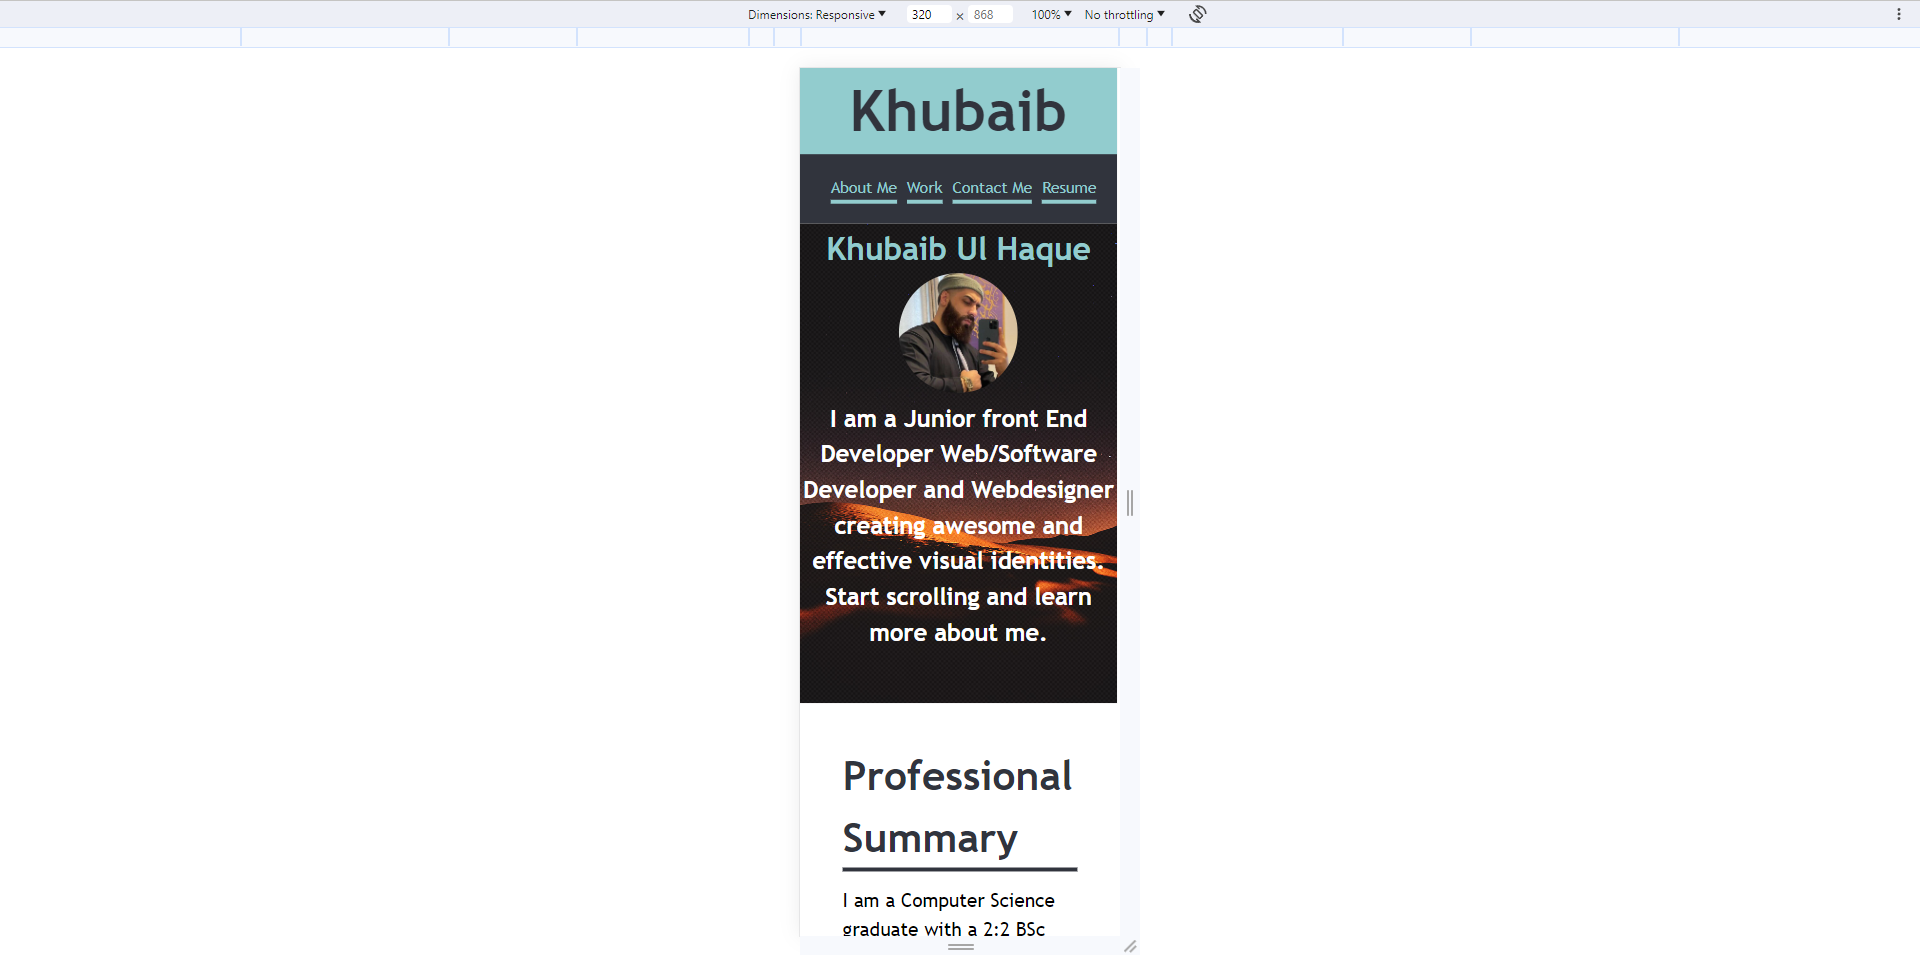 Dimensions: Responsive 320 × 868 100% No throttling
Khubaib
About Me Work Contact Me Resume
Khubaib Ul Haque
I am a Junior front End
Developer Web/Software
Developer and Webdesigner
creating awesome and
effective visual identities.
Start scrolling and learn
more about me.
Professional
Summary
I am a Computer Science
graduate with a 2:2 BSc